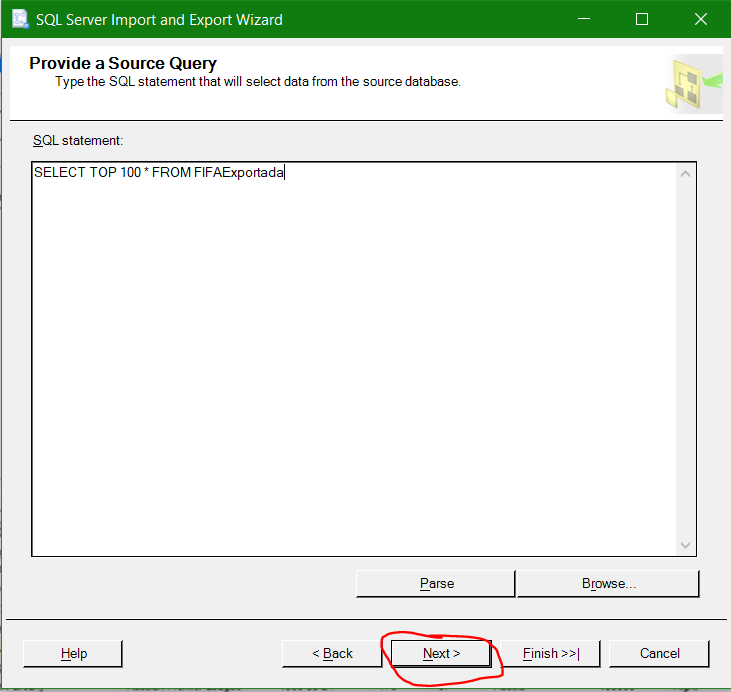 SQL Server Import and Export Wizard
Provide a Source Query
Type the SQL statement that will select data from the source database.
SQL statement:
SELECT TOP 100 * FROM FIFAExportada
Parse
Browse...
Help
< Back
Next >
Finish >>|
Cancel